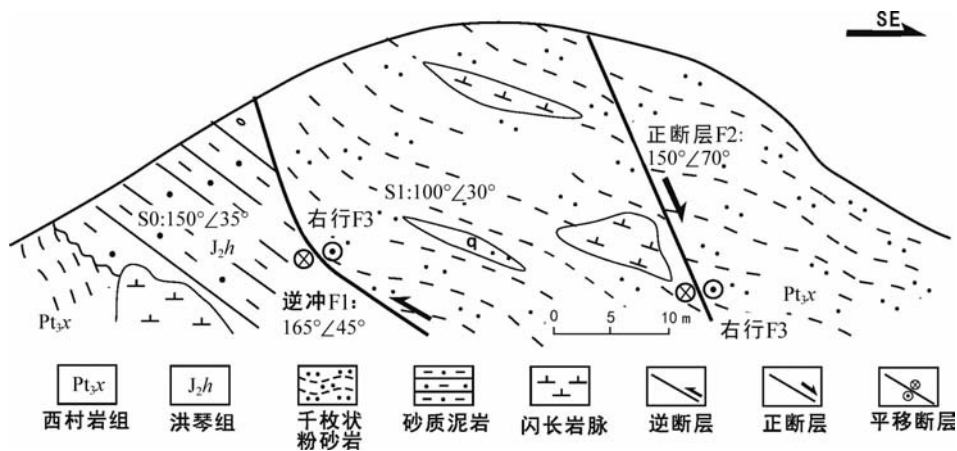 SE
正断层F2:
150°∠70°
S1:100°∠30°
S0:150°∠35°
J₂h
右行F3
q
逆冲F1:
165°∠45°
Pt₃x
Pt₃x
0 5 10 m
右行F3
Pt₃x
J₂h
西村岩组
洪琴组
千枚状
粉砂岩
砂质泥岩
闪长岩脉
逆断层
正断层
平移断层